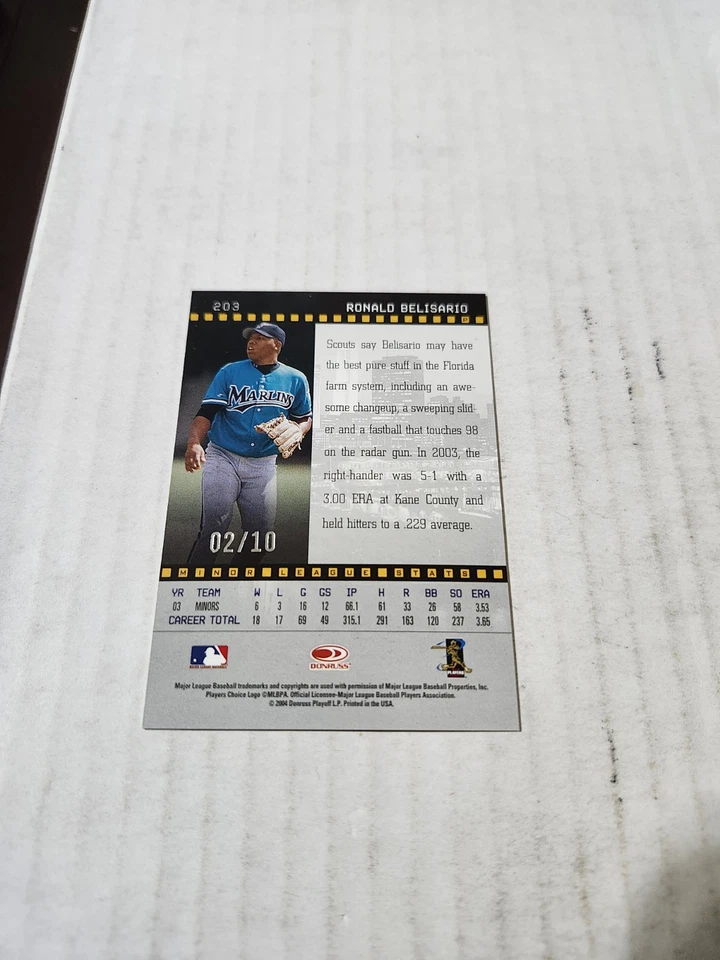 203 RONALD BELISARIO
P
Scouts say Belisario may have
the best pure stuff in the Florida
farm system, including an awe-
some changeup, a sweeping slid-
er and a fastball that touches 98
on the radar gun. In 2003, the
right-hander was 5-1 with a
3.00 ERA at Kane County and
held hitters to a .229 average.
MARLINS
02/10
MINOR LEAGUE STATS
YR TEAM W L G GS IP H R BB SO ERA
03 MINORS 6 3 16 12 66.1 61 33 26 58 3.53
CAREER TOTAL 18 17 69 49 315.1 291 163 120 237 3.65
MAJOR LEAGUE BASEBALL
DONRUSS
PLAYERS
Major League Baseball trademarks and copyrights are used with permission of Major League Baseball Properties, Inc.
Players Choice Logo ©MLBPA, Official Licensee-Major League Baseball Players Association.
© 2004 Donruss Playoff L.P. Printed in the USA.